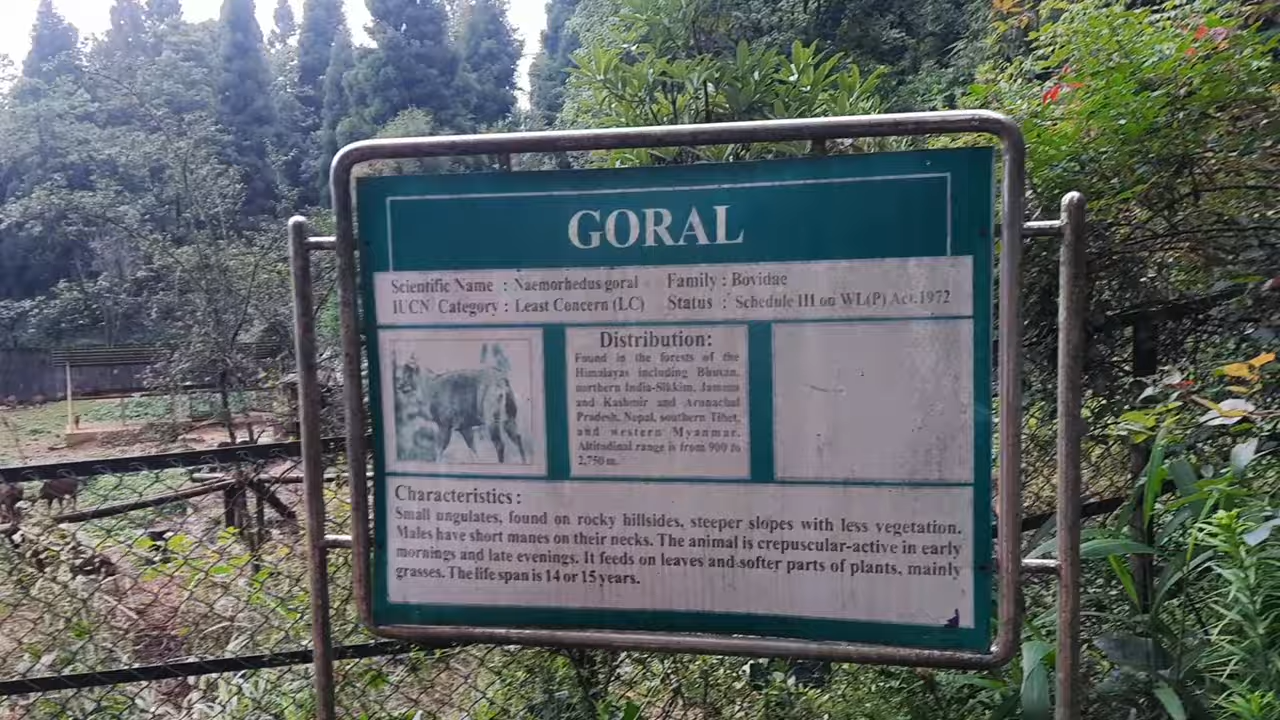 GORAL
Scientific Name : Naemorhedus goral
Family : Bovidae
IUCN Category : Least Concern (LC)
Status : Schedule III on WL(P) Act.1972
Distribution:
Found in the forests of the
Himalayas including Bhutan,
northern India-Sikkim, Jammu
and Kashmir and Arunachal
Pradesh, Nepal, southern Tibet,
and western Myanmar.
Altitudinal range is from 900 to
2,750 m.
Characteristics :
Small ungulates, found on rocky hillsides, steeper slopes with less vegetation.
Males have short manes on their necks. The animal is crepuscular-active in early
mornings and late evenings. It feeds on leaves and softer parts of plants, mainly
grasses. The life span is 14 or 15 years.